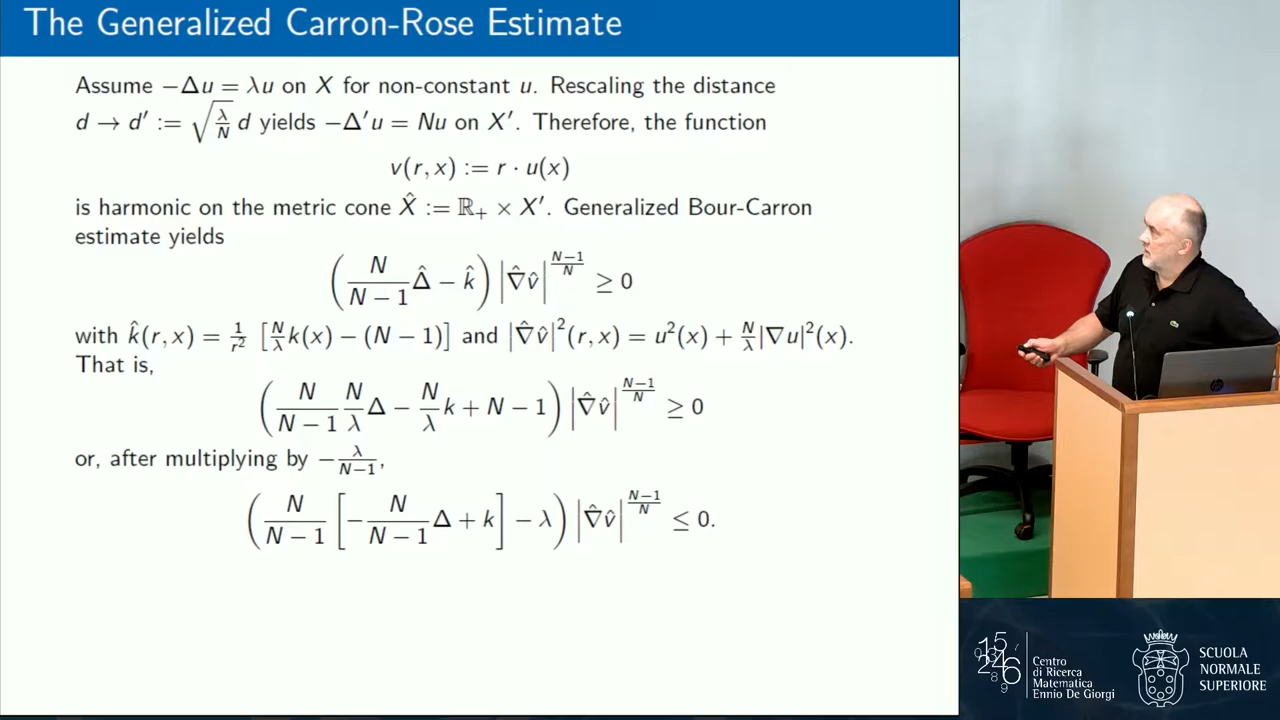 The Generalized Carron-Rose Estimate
Assume −Δu = λu on X for non-constant u. Rescaling the distance
d → d′ := √(λ/N) d yields −Δ′u = Nu on X′. Therefore, the function
v(r, x) := r · u(x)
is harmonic on the metric cone X̂ := ℝ₊ × X′. Generalized Bour-Carron
estimate yields
(N/(N − 1) Δ̂ − k̂) |∇̂v̂|^((N−1)/N) ≥ 0
with k̂(r, x) = 1/r² [N/λ k(x) − (N − 1)] and |∇̂v̂|²(r, x) = u²(x) + N/λ |∇u|²(x).
That is,
(N/(N − 1) N/λ Δ − N/λ k + N − 1) |∇̂v̂|^((N−1)/N) ≥ 0
or, after multiplying by −λ/(N−1),
(N/(N − 1) [−N/(N − 1) Δ + k] − λ) |∇̂v̂|^((N−1)/N) ≤ 0.
Centro
di Ricerca
Matematica
Ennio De Giorgi
SCUOLA
NORMALE
SUPERIORE